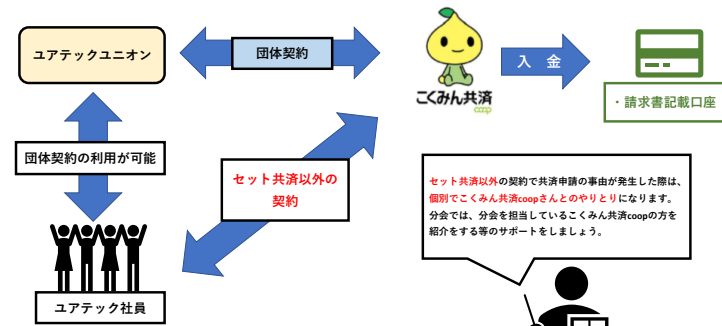 ユアテックユニオン
団体契約
こくみん共済
coop
入　金
・請求書記載口座
団体契約の利用が可能
セット共済以外の
契約
セット共済以外の契約で共済申請の事由が発生した際は、
個別でこくみん共済coopさんとのやりとりになります。
分会では、分会を担当しているこくみん共済coopの方を
紹介をする等のサポートをしましょう。
ユアテック社員